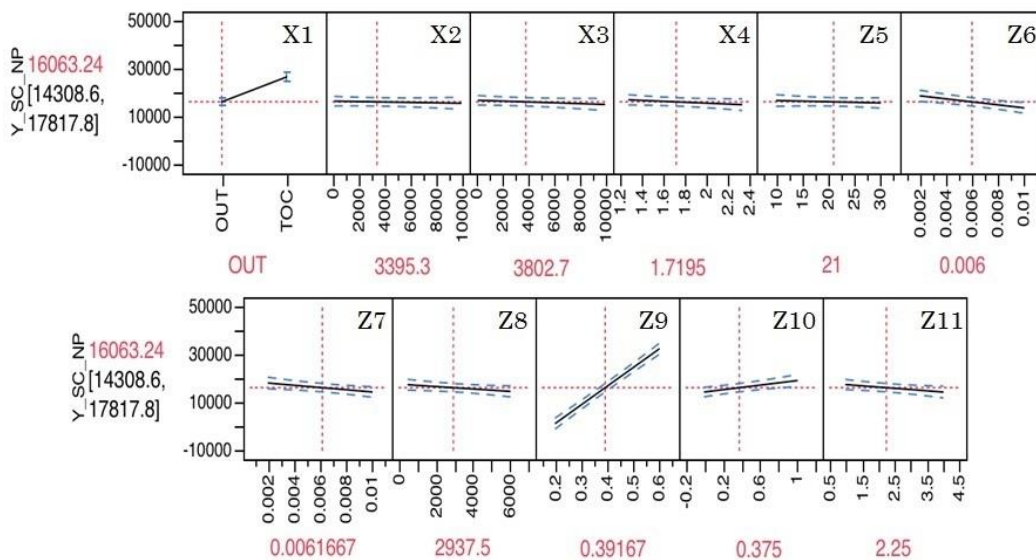 X1 X2 X3 X4 Z5 Z6
50000
30000
10000
-10000
Y_SC_NP
16063.24
[14308.6,
17817.8]
OUT TOC
0 2000 4000 6000 8000 10000
0 2000 4000 6000 8000 10000
1.2 1.4 1.6 1.8 2 2.2 2.4
10 15 20 25 30
0.002 0.004 0.006 0.008 0.01
OUT 3395.3 3802.7 1.7195 21 0.006
Z7 Z8 Z9 Z10 Z11
50000
30000
10000
-10000
Y_SC_NP
16063.24
[14308.6,
17817.8]
0.002 0.004 0.006 0.008 0.01
0 2000 4000 6000
0.2 0.3 0.4 0.5 0.6
-0.2 0.2 0.6 1
0.5 1.5 2.5 3.5 4.5
0.0061667 2937.5 0.39167 0.375 2.25